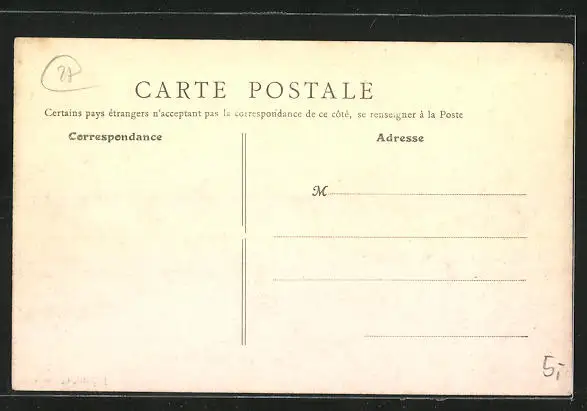 27
CARTE POSTALE
Certains pays étrangers n'acceptant pas la correspondance de ce côté, se renseigner à la Poste
Correspondance
Adresse
M
5,-